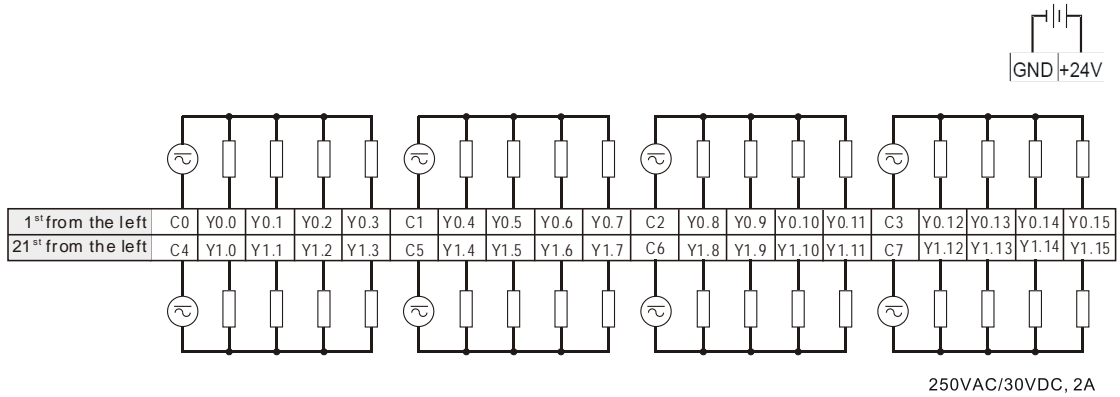 GND +24V
1st from the left C0 Y0.0 Y0.1 Y0.2 Y0.3 C1 Y0.4 Y0.5 Y0.6 Y0.7 C2 Y0.8 Y0.9 Y0.10 Y0.11 C3 Y0.12 Y0.13 Y0.14 Y0.15
21st from the left C4 Y1.0 Y1.1 Y1.2 Y1.3 C5 Y1.4 Y1.5 Y1.6 Y1.7 C6 Y1.8 Y1.9 Y1.10 Y1.11 C7 Y1.12 Y1.13 Y1.14 Y1.15
250VAC/30VDC, 2A